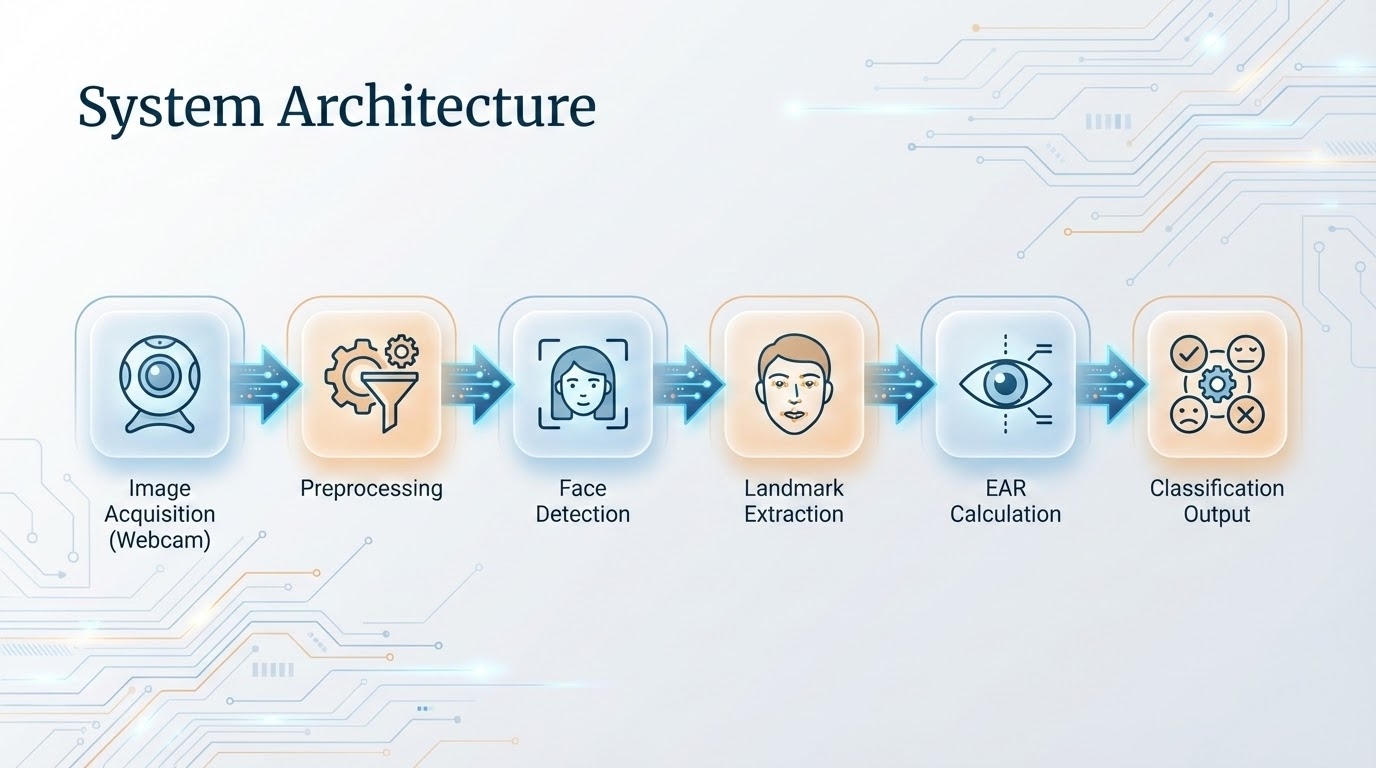 System Architecture
Image
Acquisition
(Webcam)
Preprocessing
Face
Detection
Landmark
Extraction
EAR
Calculation
Classification
Output